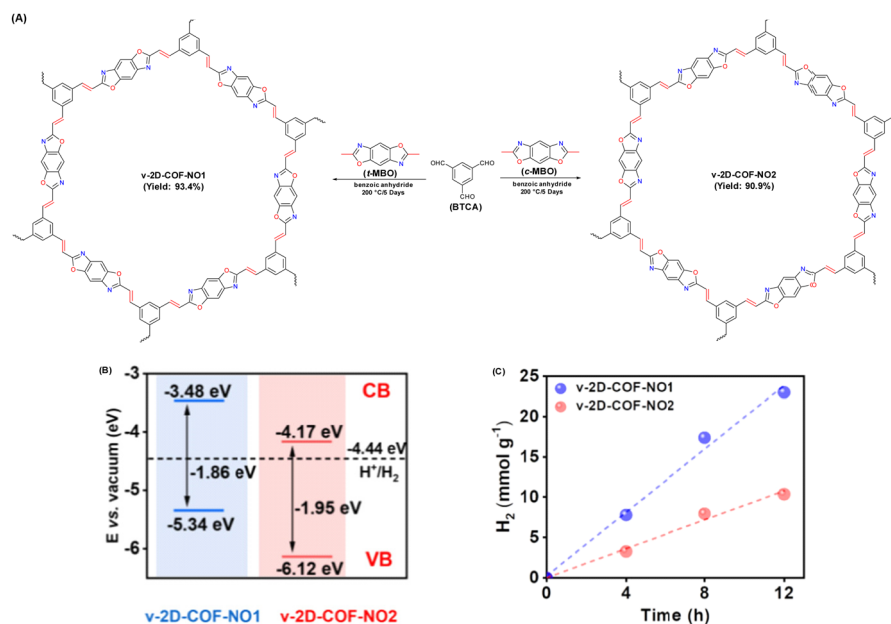 (A)
v-2D-COF-NO1
(Yield: 93.4%)
(t-MBO)
benzoic anhydride
200 °C/5 Days
CHO
OHC
CHO
(BTCA)
(c-MBO)
benzoic anhydride
200 °C/5 Days
v-2D-COF-NO2
(Yield: 90.9%)
(B)
E vs. vacuum (eV)
-3
-4
-5
-6
-3.48 eV
-1.86 eV
-5.34 eV
CB
-4.17 eV
-4.44 eV
H⁺/H₂
-1.95 eV
-6.12 eV
VB
v-2D-COF-NO1
v-2D-COF-NO2
(C)
H₂ (mmol g⁻¹)
25
20
15
10
5
0
v-2D-COF-NO1
v-2D-COF-NO2
0 4 8 12
Time (h)